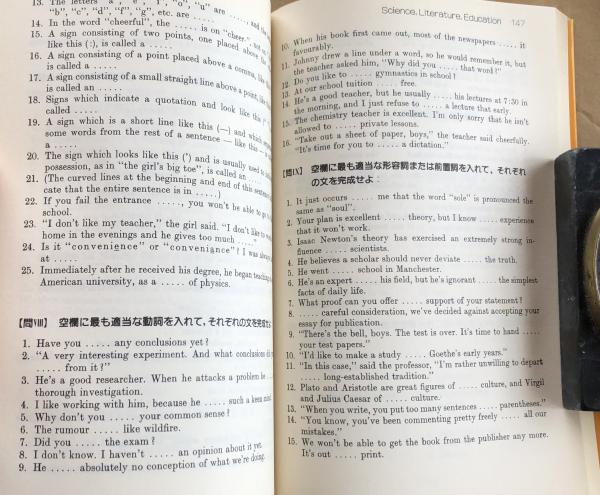 13. The letters "a", "e", "i", "o", "u" are ....., and the
"b", "c", "d", "f", "g", etc. are .....
14. In the word "cheerful", the ..... is on "cheer."
15. A sign consisting of two points, one placed above the
like this (:), is called a .....
16. A sign consisting of a point placed above a comma, like
is called a .....
17. A sign consisting of a small straight line above a point, like
is called an .....
18. Signs which indicate a quotation and look like this
called .....
19. A sign which is a short line like this (—) and which
some words from the rest of a sentence — like this
a .....
20. The sign which looks like this (') and is usually used to
possession, as in "the girl's big toe", is called an .....
21. (The curved lines at the beginning and end of this sentence
cate that the entire sentence is in .....)
22. If you fail the entrance ....., you won't be able to go to
school.
23. "I don't like my teacher," the girl said. "I don't like to
home in the evenings and he gives too much ....."
24. Is it "convenience" or "convenience"? I was always
at .....
25. Immediately after he received his degree, he began teaching
American university, as a ..... of physics.
【問Ⅷ】 空欄に最も適当な動詞を入れて,それぞれの文を完成せよ
1. Have you ..... any conclusions yet?
2. "A very interesting experiment. And what conclusions did
..... from it?"
3. He's a good researcher. When he attacks a problem he
thorough investigation.
4. I like working with him, because he ..... such a keen mind
5. Why don't you ..... your common sense?
6. The rumour ..... like wildfire.
7. Did you ..... the exam?
8. I don't know. I haven't ..... an opinion about it yet.
9. He ..... absolutely no conception of what we're doing.
Science, Literature, Education 147
10. When his book first came out, most of the newspapers ..... it
favourably.
11. Johnny drew a line under a word, so he would remember it, but
the teacher asked him, "Why did you ..... that word?"
12. Do you like to ..... gymnastics in school?
13. At our school tuition ..... free.
14. He's a good teacher, but he usually ..... his lectures at 7:30 in
the morning, and I just refuse to ..... a lecture that early.
15. The chemistry teacher is excellent. I'm only sorry that he isn't
allowed to ..... private lessons.
16. "Take out a sheet of paper, boys," the teacher said cheerfully.
"It's time for you to ..... a dictation."
【問Ⅸ】 空欄に最も適当な形容詞または前置詞を入れて,それぞれ
の文を完成せよ:
1. It just occurs ..... me that the word "sole" is pronounced the
same as "soul".
2. Your plan is excellent ..... theory, but I know ..... experience
that it won't work.
3. Isaac Newton's theory has exercised an extremely strong in-
fluence ..... scientists.
4. He believes a scholar should never deviate ..... the truth.
5. He went ..... school in Manchester.
6. He's an expert ..... his field, but he's ignorant ..... the simplest
facts of daily life.
7. What proof can you offer ..... support of your statement?
8. ..... careful consideration, we've decided against accepting your
essay for publication.
9. "There's the bell, boys. The test is over. It's time to hand .....
your test papers."
10. "I'd like to make a study ..... Goethe's early years."
11. "In this case," said the professor, "I'm rather unwilling to depart
..... long-established tradition."
12. Plato and Aristotle are great figures of ..... culture, and Virgil
and Julius Caesar of ..... culture.
13. "When you write, you put too many sentences ..... parentheses."
14. "You know, you've been commenting pretty freely ..... all our
mistakes."
15. We won't be able to get the book from the publisher any more.
It's out ..... print.